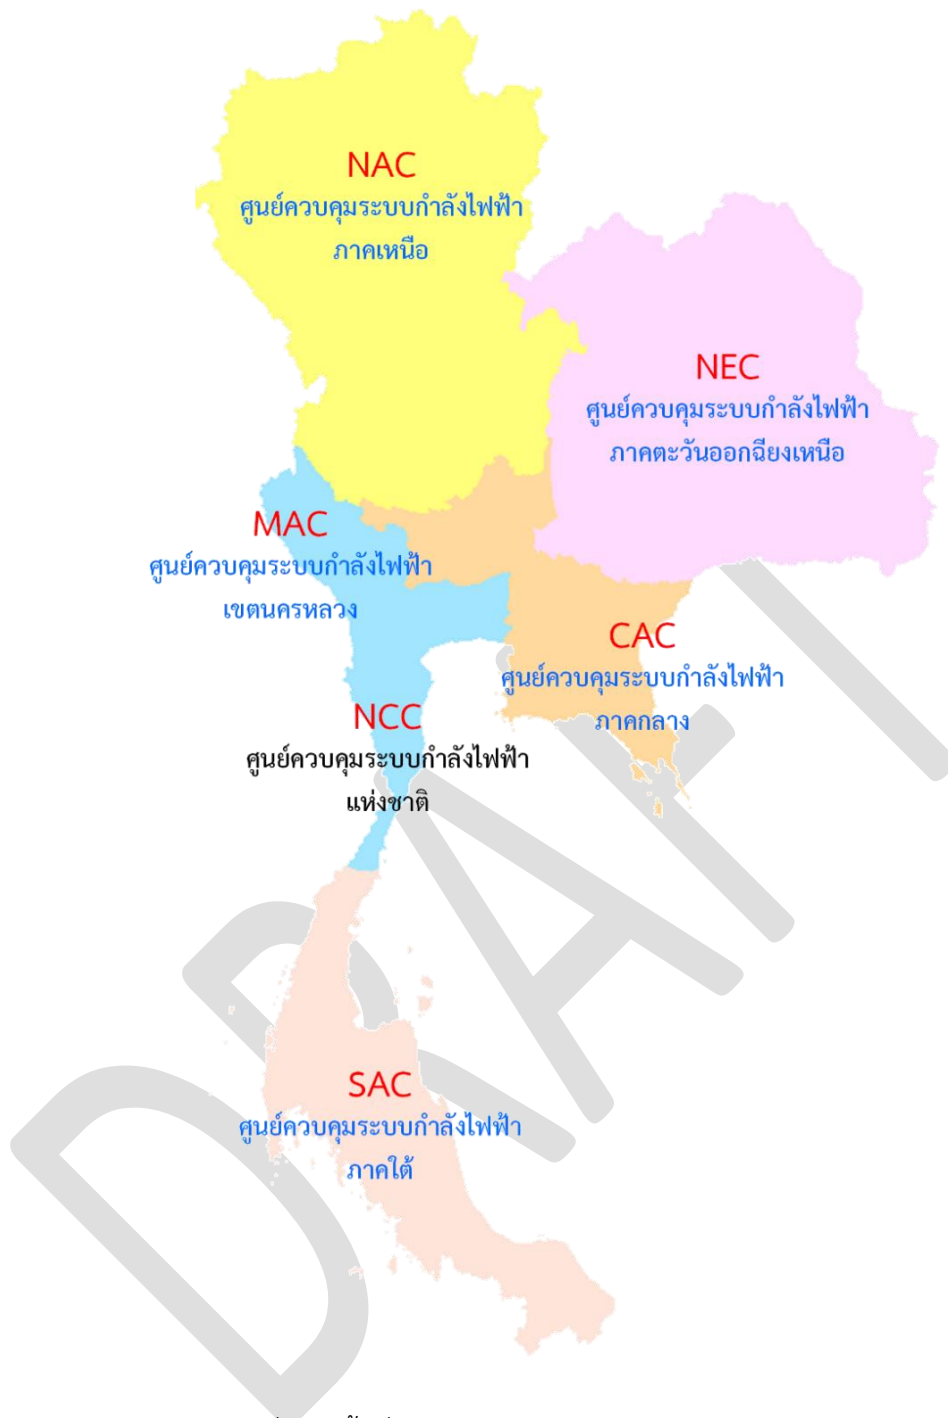 NAC
ศูนย์ควบคุมระบบกำลังไฟฟ้า
ภาคเหนือ
NEC
ศูนย์ควบคุมระบบกำลังไฟฟ้า
ภาคตะวันออกฉียงเหนือ
MAC
ศูนย์ควบคุมระบบกำลังไฟฟ้า
เขตนครหลวง
CAC
ศูนย์ควบคุมระบบกำลังไฟฟ้า
ภาคกลาง
NCC
ศูนย์ควบคุมระบบกำลังไฟฟ้า
แห่งชาติ
SAC
ศูนย์ควบคุมระบบกำลังไฟฟ้า
ภาคใต้
DRAFT